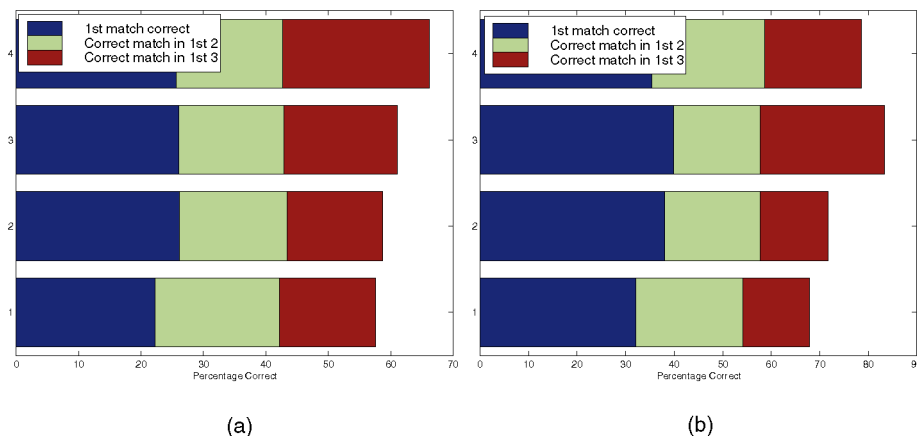 1st match correct
Correct match in 1st 2
Correct match in 1st 3
4
3
2
1
0 10 20 30 40 50 60 70
Percentage Correct
(a)
1st match correct
Correct match in 1st 2
Correct match in 1st 3
4
3
2
1
0 10 20 30 40 50 60 70 80 90
Percentage Correct
(b)